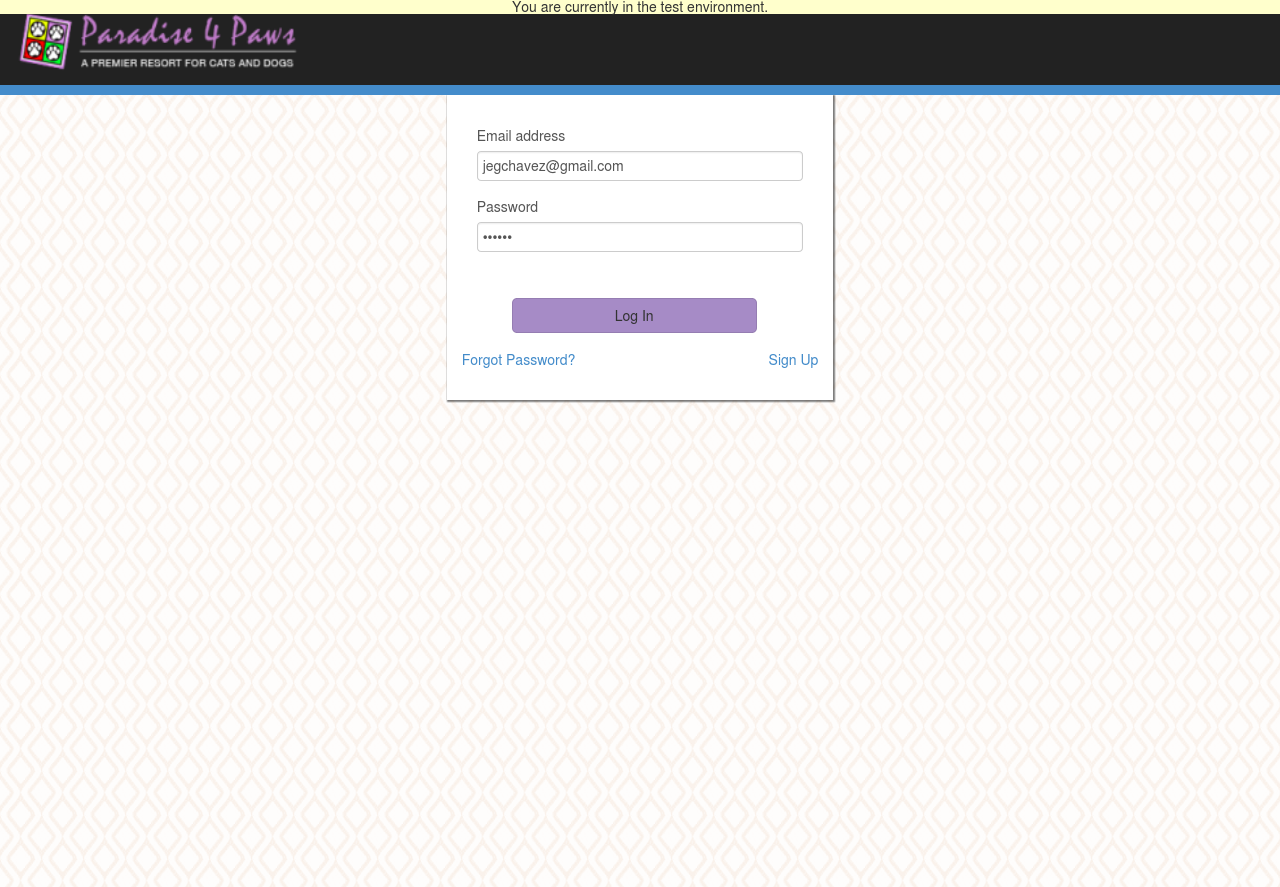 You are currently in the test environment.
Paradise 4 Paws
A PREMIER RESORT FOR CATS AND DOGS
Email address
jegchavez@gmail.com
Password
••••••
Log In
Forgot Password? Sign Up